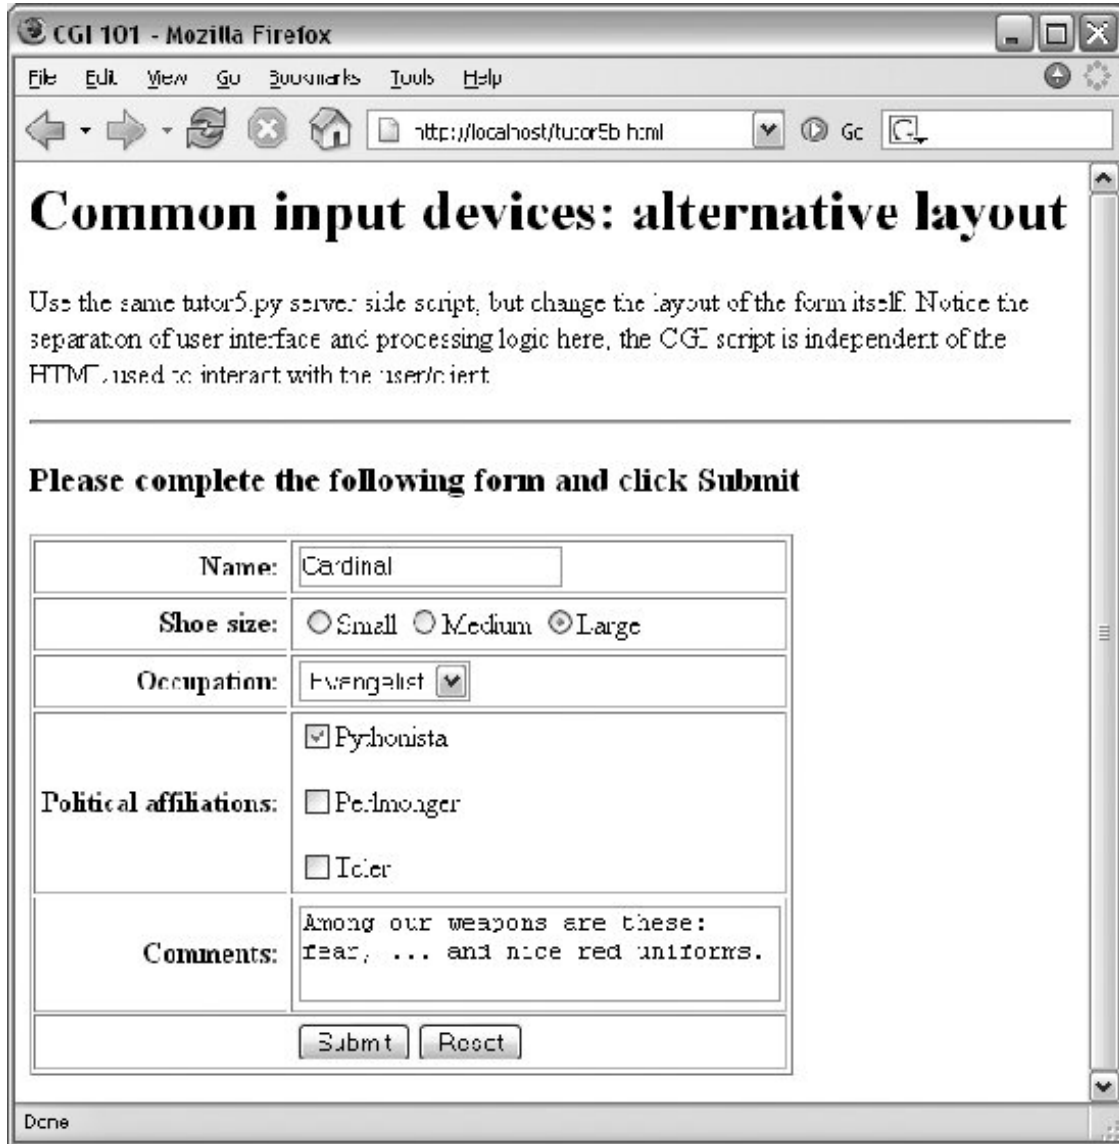 CGI 101 - Mozilla Firefox
File Edit View Go Bookmarks Tools Help
http://localhost/tutor5b.html Go
Common input devices: alternative layout
Use the same tutor5.py server side script, but change the layout of the form itself. Notice the
separation of user interface and processing logic here, the CGI script is independent of the
HTML used to interact with the user/client
Please complete the following form and click Submit
Name: Cardinal
Shoe size: Small Medium Large
Occupation: Evangelist
Pythonista
Political affiliations: Perlmonger
Tcler
Among our weapons are these:
Comments: fear, ... and nice red uniforms.
Submit Reset
Done